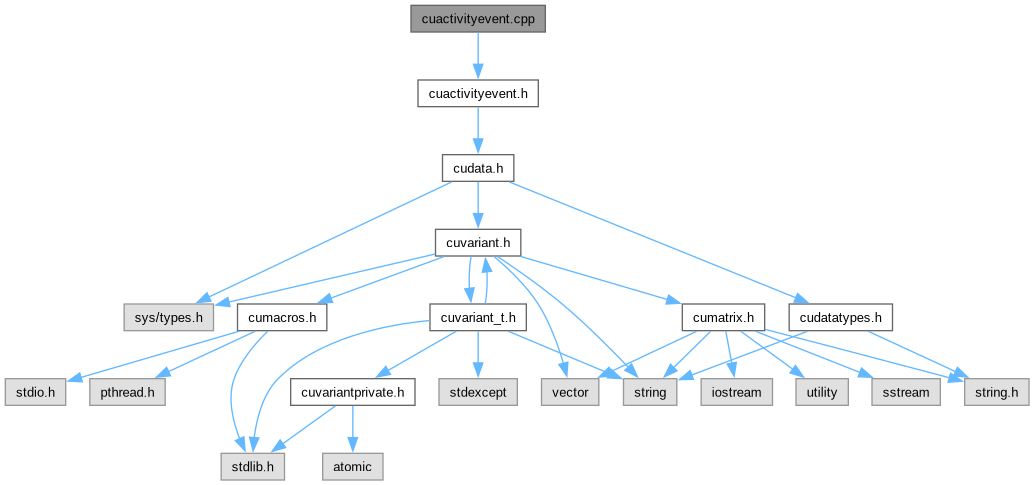 cuactivityevent.cpp
cuactivityevent.h
cudata.h
cuvariant.h
sys/types.h
cumacros.h
cuvariant_t.h
cumatrix.h
cudatatypes.h
stdio.h
pthread.h
cuvariantprivate.h
stdexcept
vector
string
iostream
utility
sstream
string.h
stdlib.h
atomic